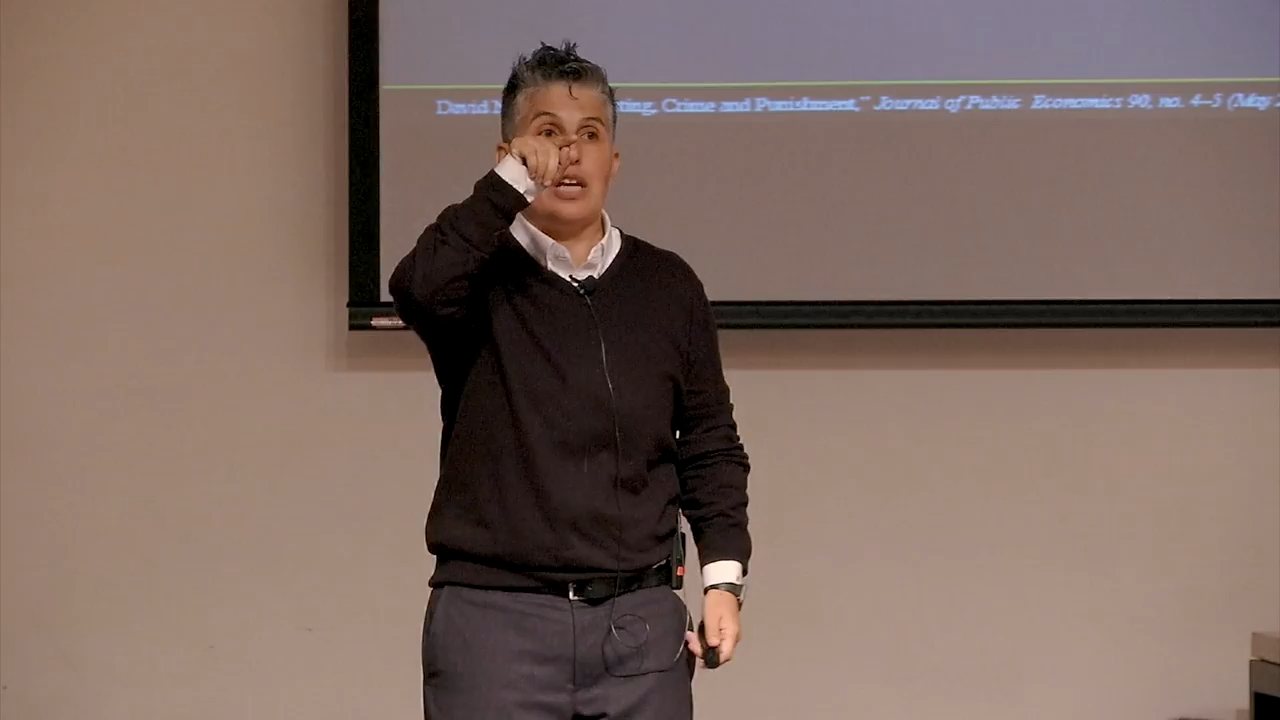 David ting, Crime and Punishment,” Journal of Public Economics 90, no. 4–5 (May